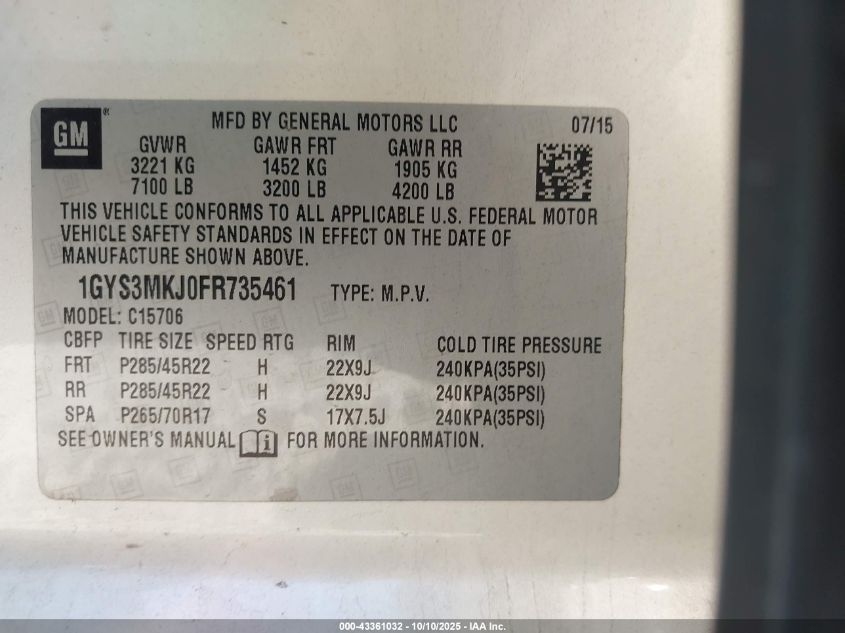 GM ®
MFD BY GENERAL MOTORS LLC 07/15
GVWR GAWR FRT GAWR RR
3221 KG 1452 KG 1905 KG
7100 LB 3200 LB 4200 LB
THIS VEHICLE CONFORMS TO ALL APPLICABLE U.S. FEDERAL MOTOR
VEHICLE SAFETY STANDARDS IN EFFECT ON THE DATE OF
MANUFACTURE SHOWN ABOVE.
1GYS3MKJ0FR735461 TYPE: M.P.V.
MODEL: C15706
CBFP TIRE SIZE SPEED RTG RIM COLD TIRE PRESSURE
FRT P285/45R22 H 22X9J 240KPA(35PSI)
RR P285/45R22 H 22X9J 240KPA(35PSI)
SPA P265/70R17 S 17X7.5J 240KPA(35PSI)
SEE OWNER'S MANUAL FOR MORE INFORMATION.
000-43361032 - 10/10/2025 - IAA Inc.